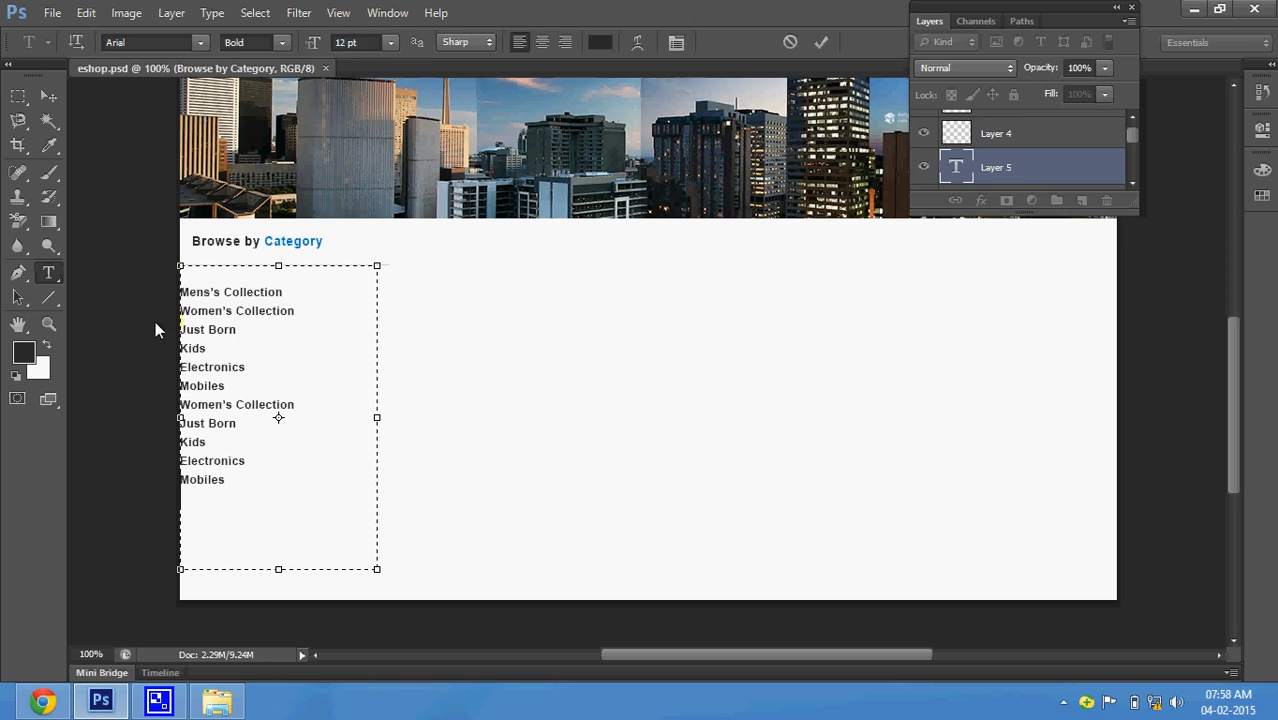 Ps File Edit Image Layer Type Select Filter View Window Help
Layers Channels Paths
T Arial Bold 12 pt aa Sharp
Kind
Essentials
eshop.psd @ 100% (Browse by Category, RGB/8) ×
Normal Opacity: 100%
Lock: Fill: 100%
Layer 4
T Layer 5
Browse by Category
Mens's Collection
Women's Collection
Just Born
Kids
Electronics
Mobiles
Women's Collection
Just Born
Kids
Electronics
Mobiles
100% Doc: 2.29M/9.24M
Mini Bridge Timeline
Ps
07:58 AM
04-02-2015